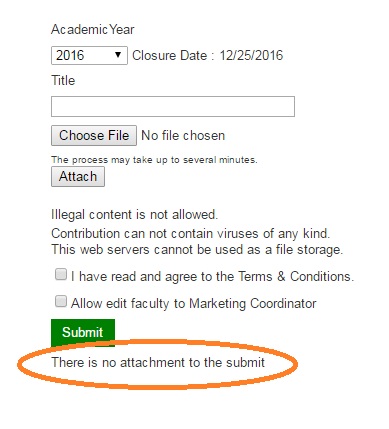 AcademicYear
2016 Closure Date : 12/25/2016
Title
Choose File No file chosen
The process may take up to several minutes.
Attach
Illegal content is not allowed.
Contribution can not contain viruses of any kind.
This web servers cannot be used as a file storage.
I have read and agree to the Terms & Conditions.
Allow edit faculty to Marketing Coordinator
Submit
There is no attachment to the submit